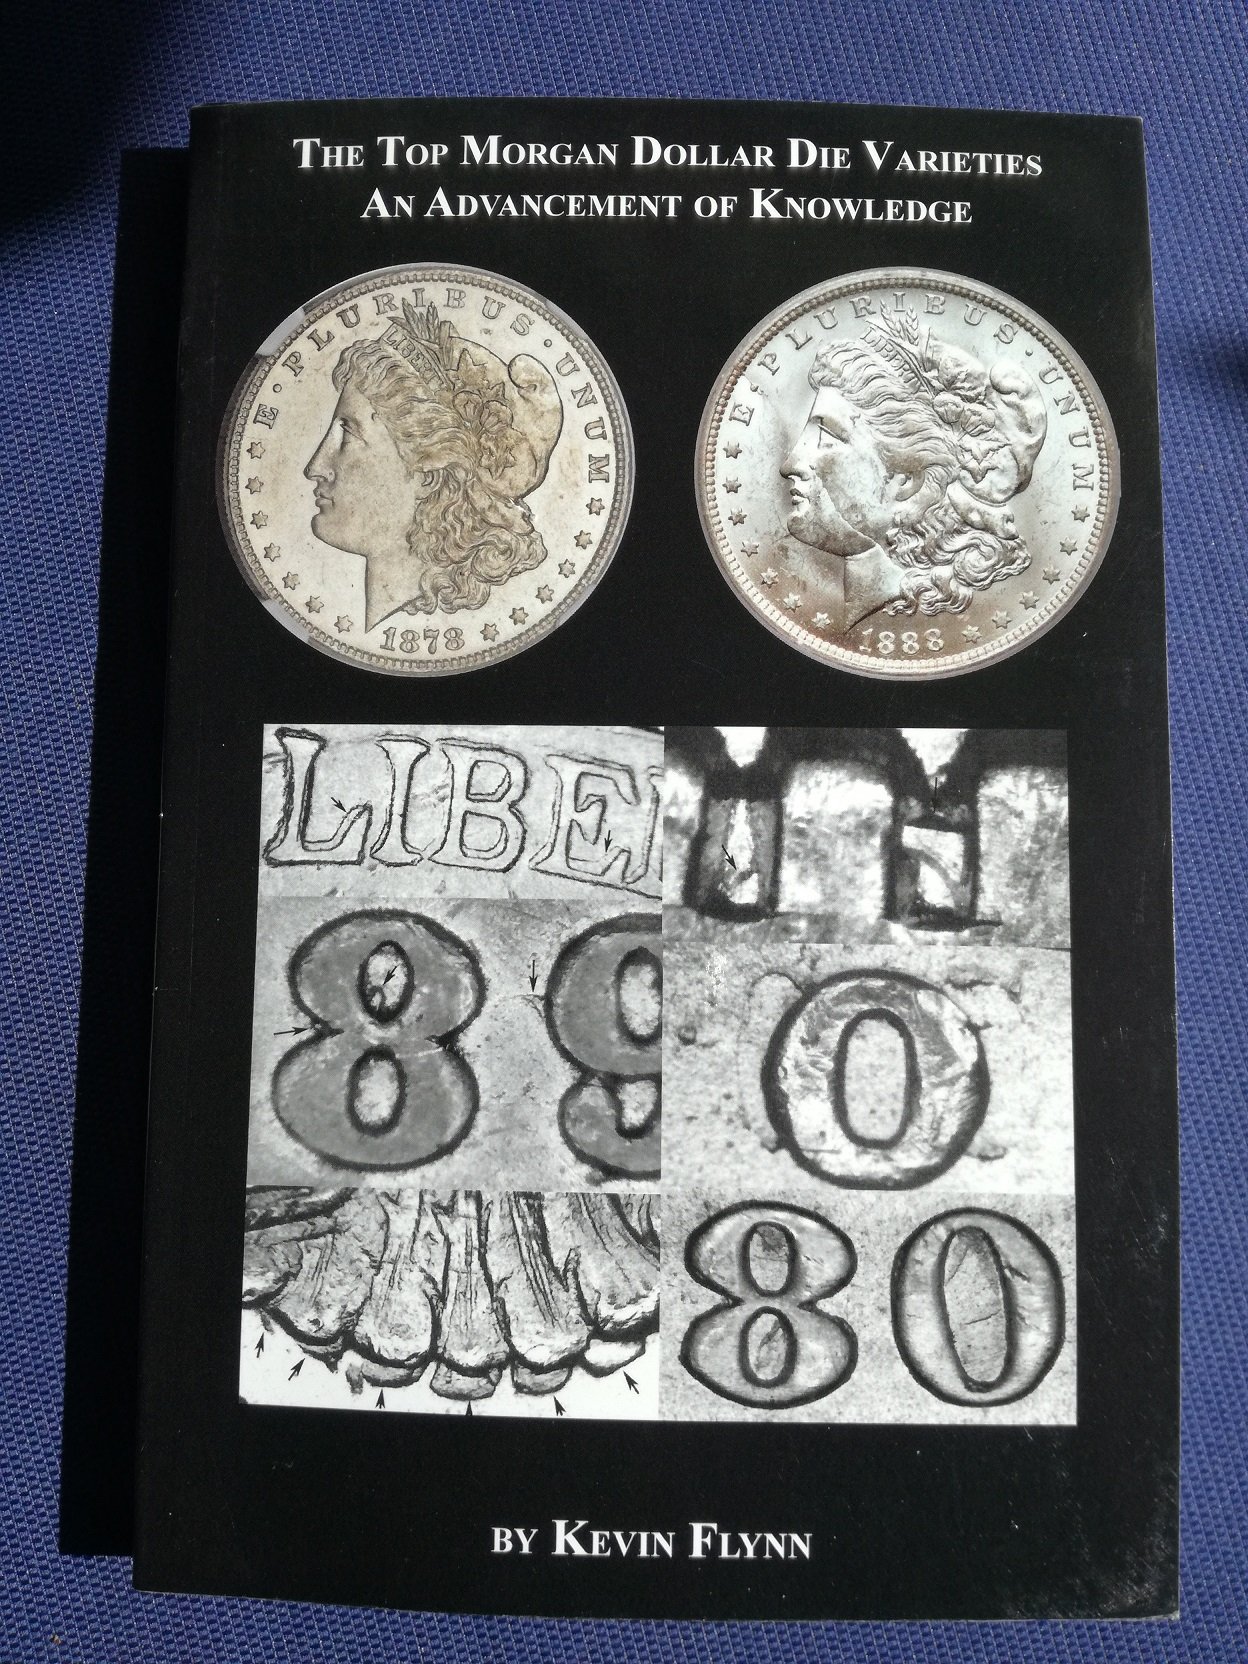 THE TOP MORGAN DOLLAR DIE VARIETIES
AN ADVANCEMENT OF KNOWLEDGE
E·PLURIBUS·UNUM
LIBERTY
1878
E·PLURIBUS·UNUM
LIBERTY
1888
LIBE
89
O
80
BY KEVIN FLYNN